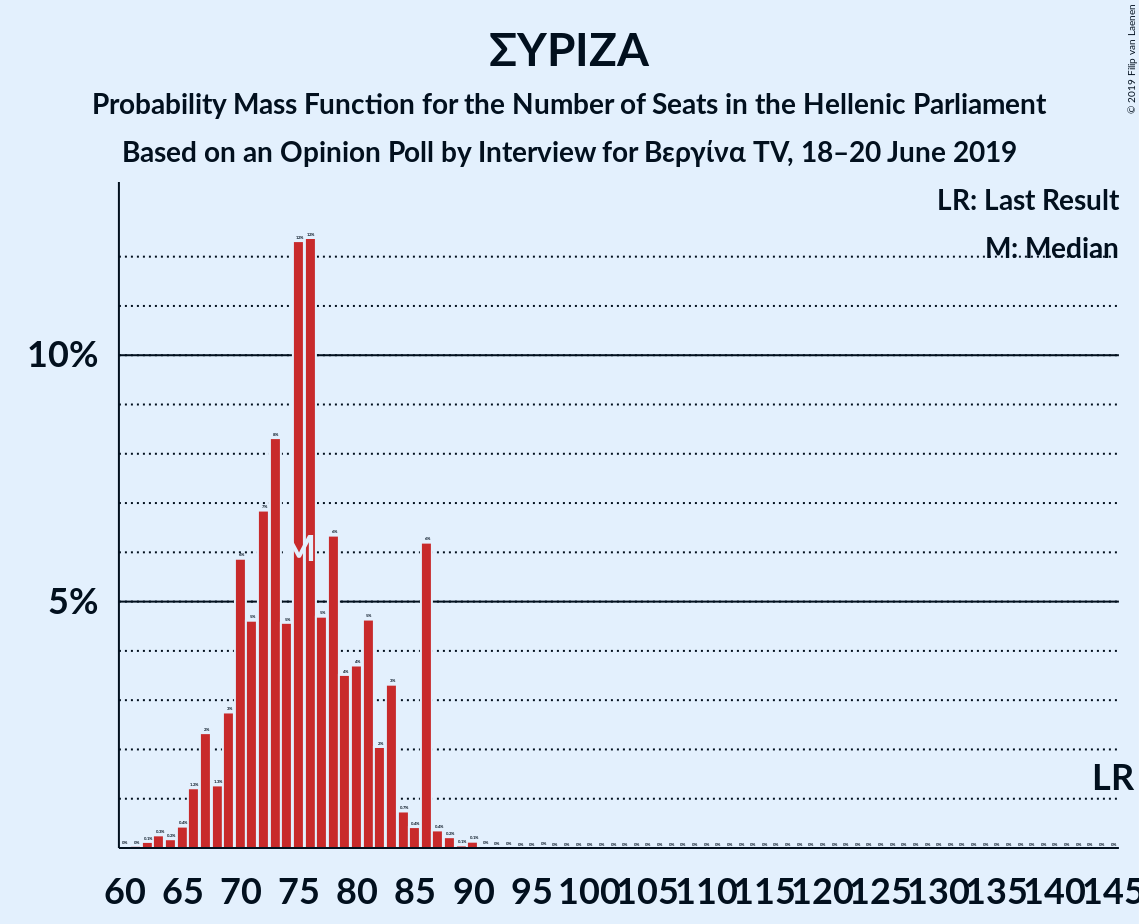 ΣΥΡΙΖΑ
Probability Mass Function for the Number of Seats in the Hellenic Parliament
Based on an Opinion Poll by Interview for Βεργίνα TV, 18–20 June 2019
© 2019 Filip van Laenen
LR: Last Result
M: Median
10%
5%
M
LR
60 65 70 75 80 85 90 95 100 105 110 115 120 125 130 135 140 145